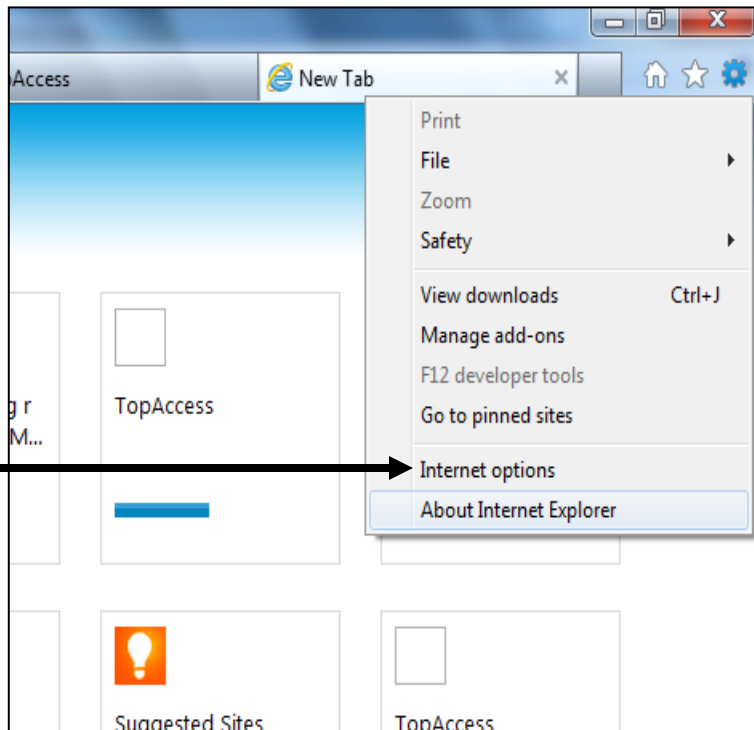 Access
New Tab
Print
File
Zoom
Safety
View downloads Ctrl+J
Manage add-ons
F12 developer tools
Go to pinned sites
Internet options
About Internet Explorer
g r
M...
TopAccess
Suggested Sites
TopAccess